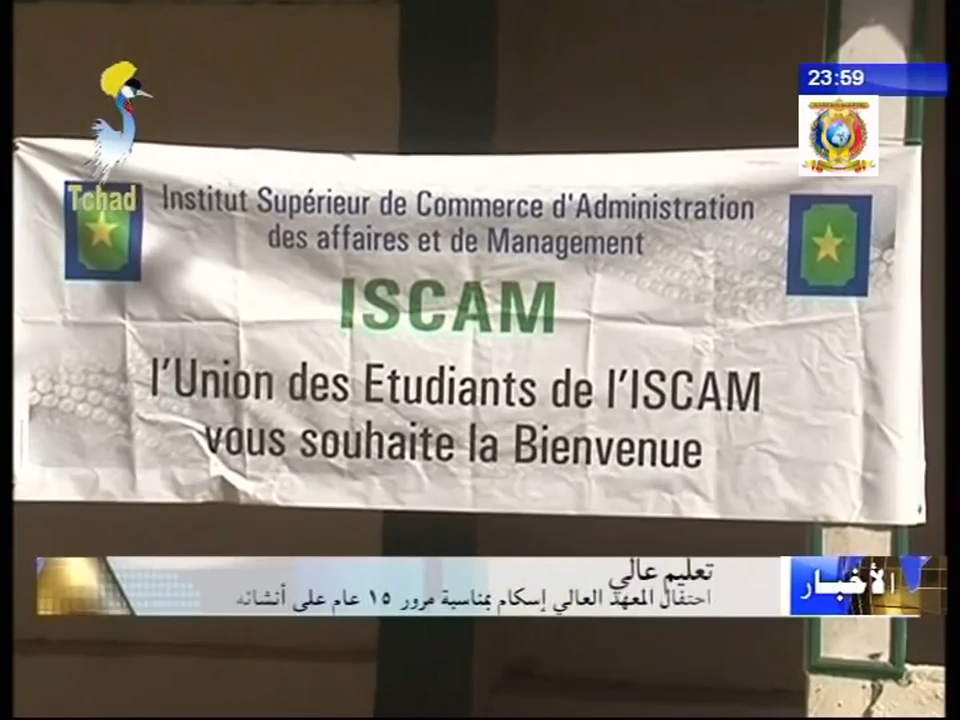 23:59
Tchad
Institut Supérieur de Commerce d'Administration
des affaires et de Management
ISCAM
l'Union des Etudiants de l'ISCAM
vous souhaite la Bienvenue
تعليم عالي
احتفال المعهد العالي إسكام بمناسبة مرور ١٥ عام على أنشائه
الأخبار